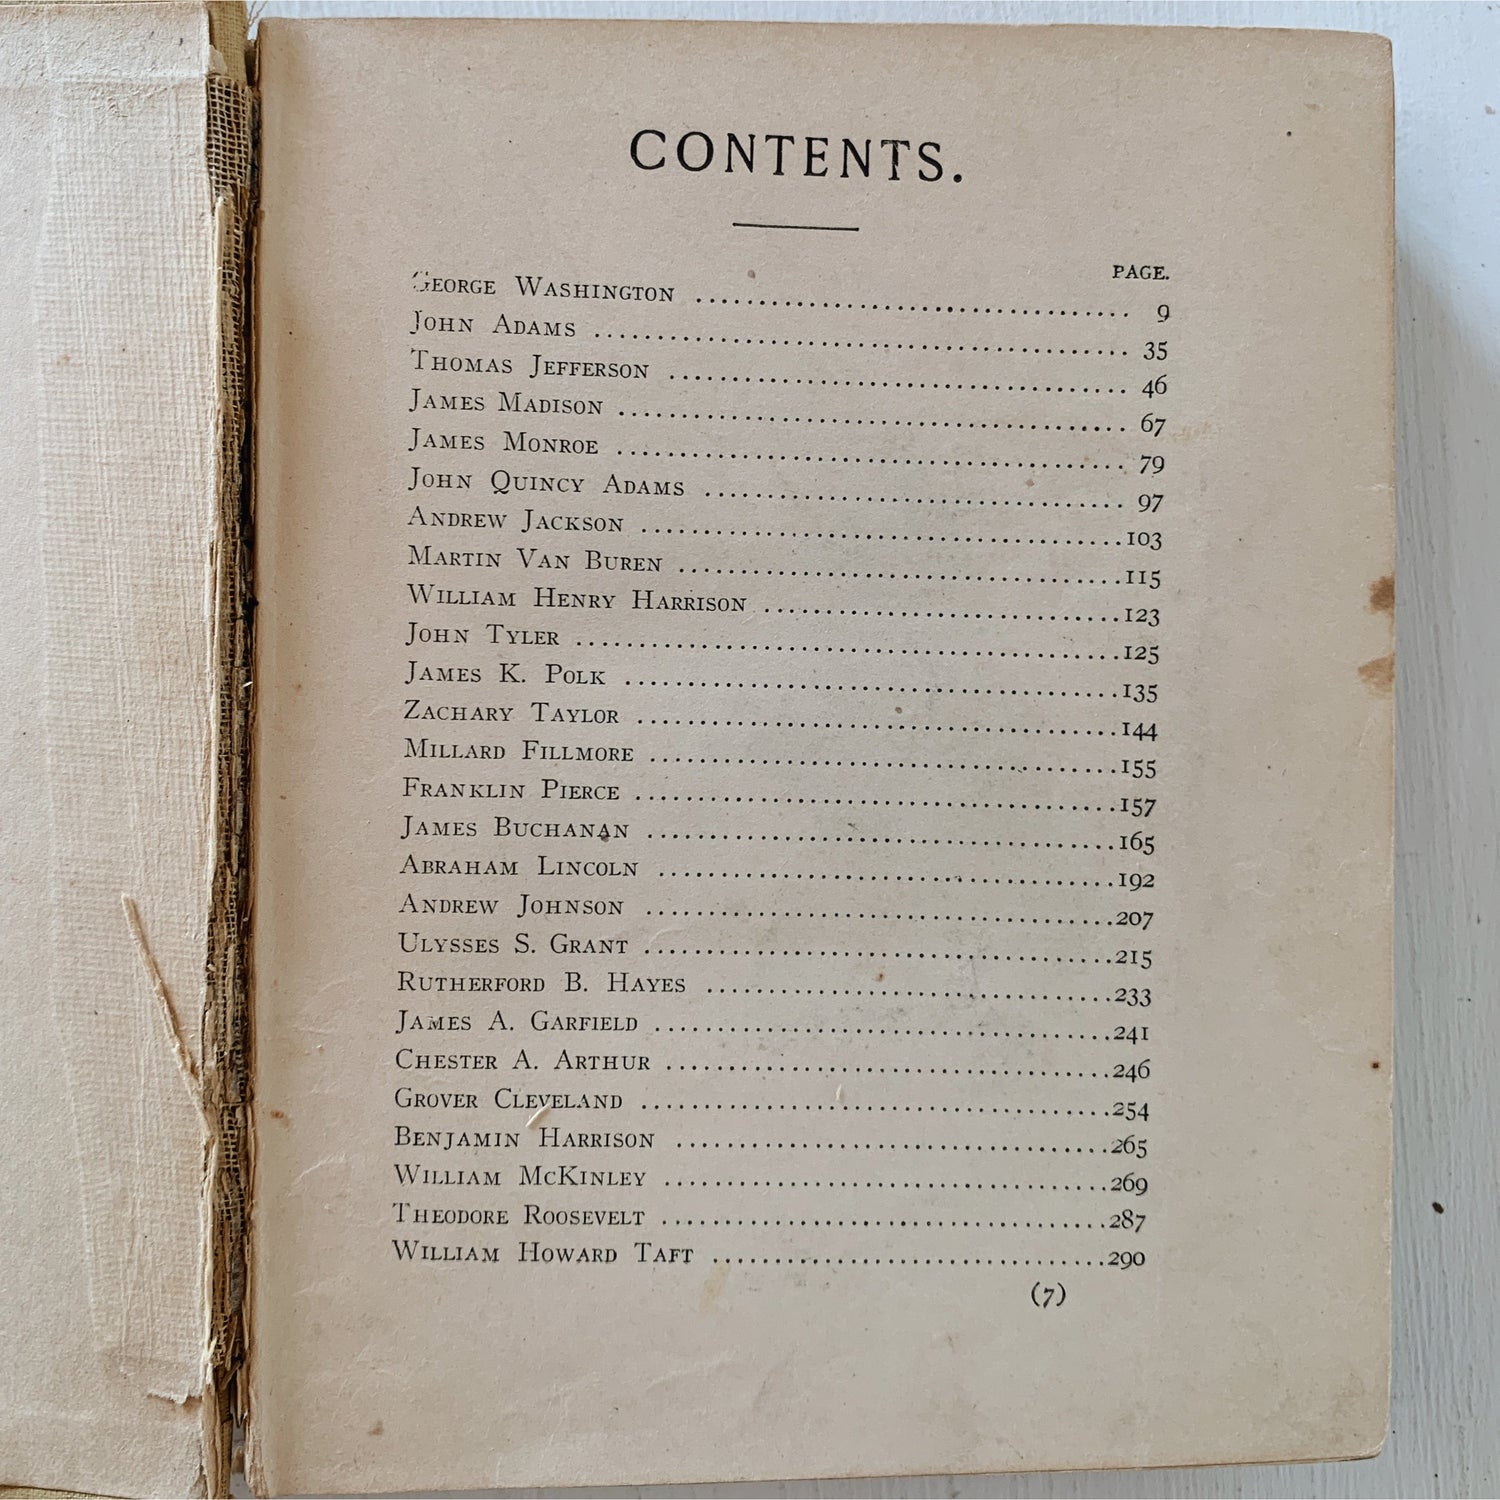 CONTENTS.
PAGE.
GEORGE WASHINGTON ........................................ 9
JOHN ADAMS ........................................ 35
THOMAS JEFFERSON ........................................ 46
JAMES MADISON ........................................ 67
JAMES MONROE ........................................ 79
JOHN QUINCY ADAMS ........................................ 97
ANDREW JACKSON ........................................103
MARTIN VAN BUREN ........................................115
WILLIAM HENRY HARRISON ........................................123
JOHN TYLER ........................................125
JAMES K. POLK ........................................135
ZACHARY TAYLOR ........................................144
MILLARD FILLMORE ........................................155
FRANKLIN PIERCE ........................................157
JAMES BUCHANAN ........................................165
ABRAHAM LINCOLN ........................................192
ANDREW JOHNSON ........................................207
ULYSSES S. GRANT ........................................215
RUTHERFORD B. HAYES ........................................233
JAMES A. GARFIELD ........................................241
CHESTER A. ARTHUR ........................................246
GROVER CLEVELAND ........................................254
BENJAMIN HARRISON ........................................265
WILLIAM MCKINLEY ........................................269
THEODORE ROOSEVELT ........................................287
WILLIAM HOWARD TAFT ........................................290
(7)